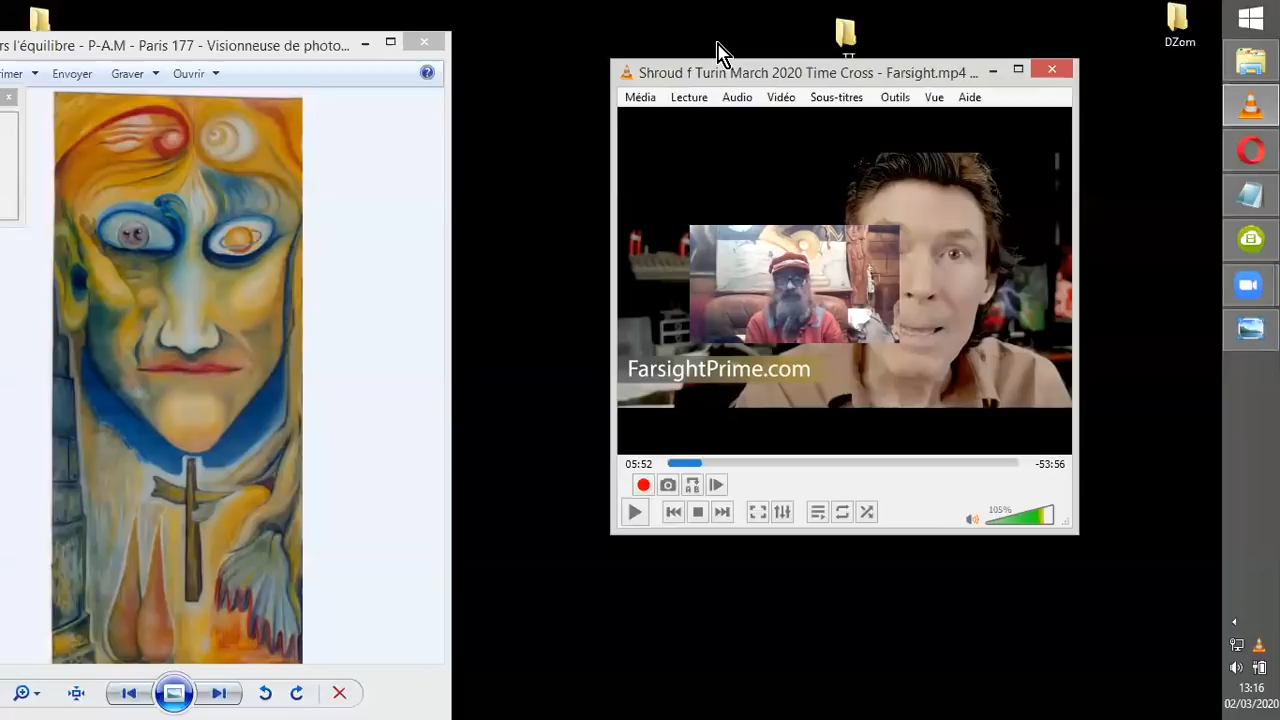 rs l'équilibre - P-A.M - Paris 177 - Visionneuse de photo...
rimer Envoyer Graver Ouvrir
DZom
Shroud f Turin March 2020 Time Cross - Farsight.mp4 ...
Média Lecture Audio Vidéo Sous-titres Outils Vue Aide
FarsightPrime.com
05:52 -53:56
105%
13:16
02/03/2020